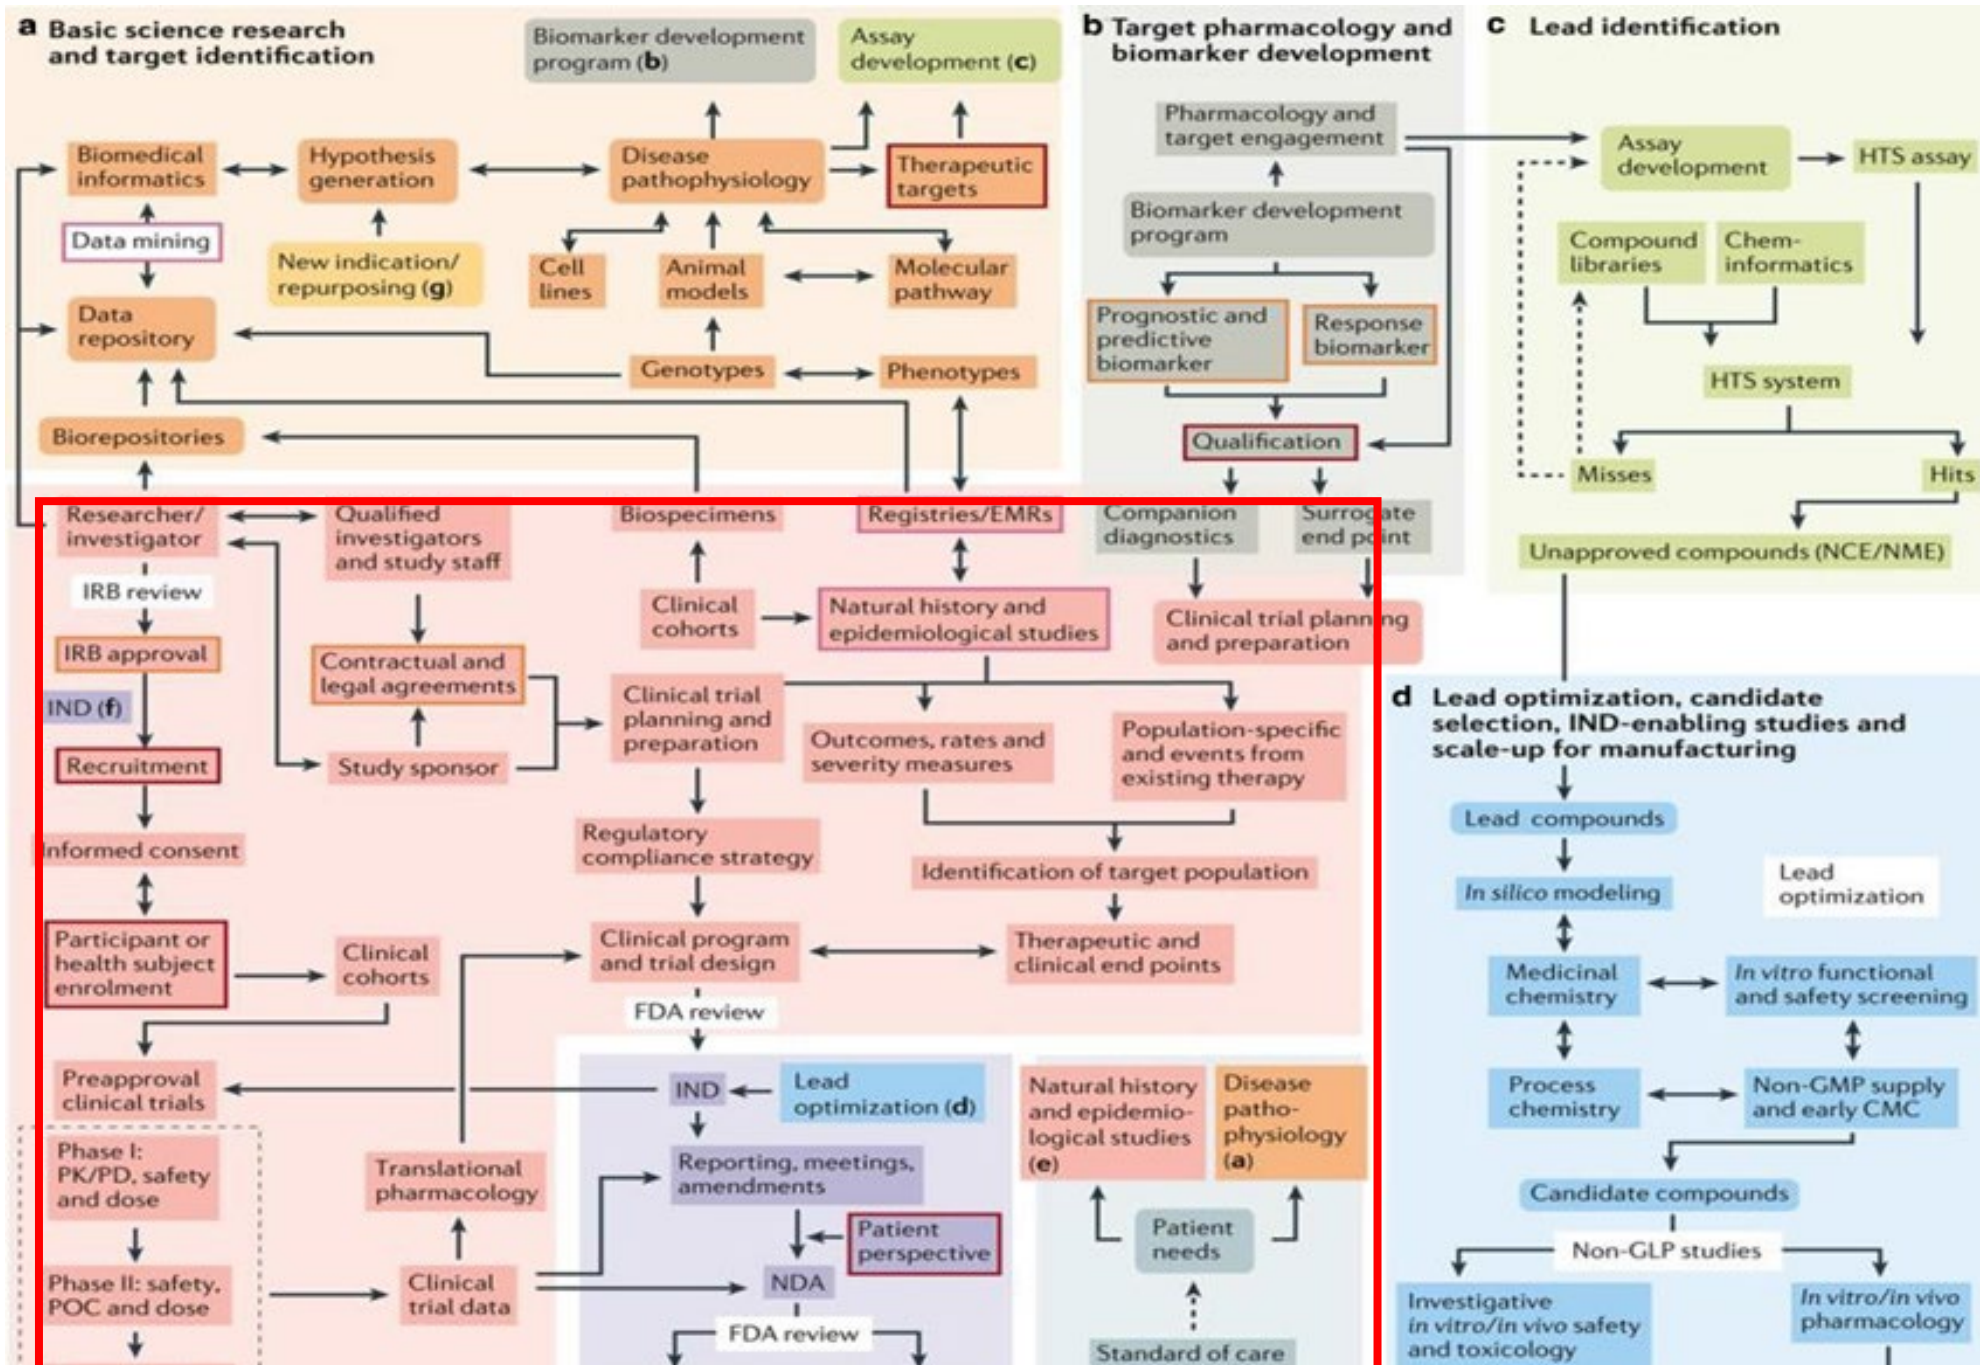 a Basic science research
and target identification
Biomarker development
program (b)
Assay
development (c)
Biomedical
informatics
Hypothesis
generation
Disease
pathophysiology
Therapeutic
targets
Data mining
New indication/
repurposing (g)
Cell
lines
Animal
models
Molecular
pathway
Data
repository
Genotypes
Phenotypes
Biorepositories
b Target pharmacology and
biomarker development
Pharmacology and
target engagement
Biomarker development
program
Prognostic and
predictive
biomarker
Response
biomarker
Qualification
Companion
diagnostics
Surrogate
end point
Clinical trial planning
and preparation
c Lead identification
Assay
development
HTS assay
Compound
libraries
Chem-
informatics
HTS system
Misses
Hits
Unapproved compounds (NCE/NME)
Researcher/
investigator
Qualified
investigators
and study staff
Biospecimens
Registries/EMRs
IRB review
Clinical
cohorts
Natural history and
epidemiological studies
IRB approval
Contractual and
legal agreements
IND (f)
Clinical trial
planning and
preparation
Outcomes, rates and
severity measures
Population-specific
and events from
existing therapy
Recruitment
Study sponsor
Informed consent
Regulatory
compliance strategy
Identification of target population
Participant or
health subject
enrolment
Clinical
cohorts
Clinical program
and trial design
Therapeutic and
clinical end points
FDA review
Preapproval
clinical trials
IND
Lead
optimization (d)
Natural history
and epidemio-
logical studies
(e)
Disease
patho-
physiology
(a)
Phase I:
PK/PD, safety
and dose
Translational
pharmacology
Reporting, meetings,
amendments
Patient
perspective
Patient
needs
Phase II: safety,
POC and dose
Clinical
trial data
NDA
FDA review
Standard of care
d Lead optimization, candidate
selection, IND-enabling studies and
scale-up for manufacturing
Lead compounds
In silico modeling
Lead
optimization
Medicinal
chemistry
In vitro functional
and safety screening
Process
chemistry
Non-GMP supply
and early CMC
Candidate compounds
Non-GLP studies
Investigative
in vitro/in vivo safety
and toxicology
In vitro/in vivo
pharmacology